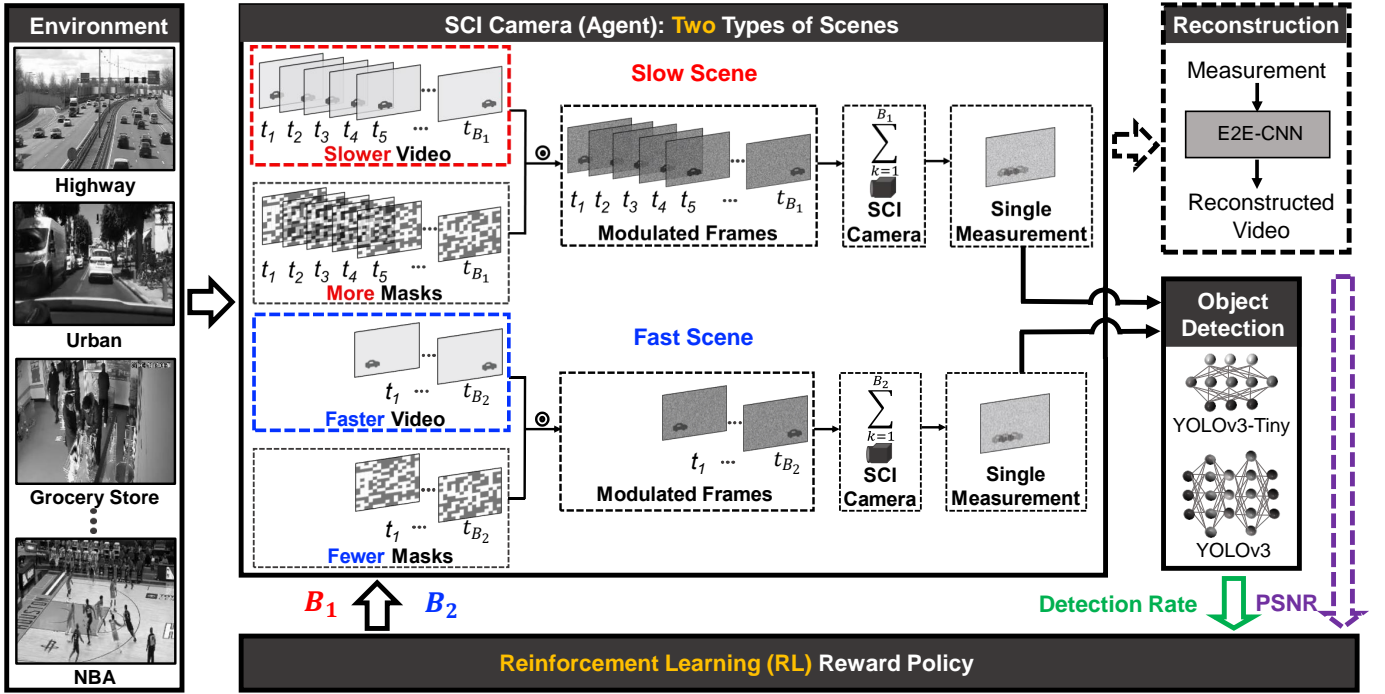 Environment
Highway
Urban
Grocery Store
NBA
SCI Camera (Agent): Two Types of Scenes
Slow Scene
t1 t2 t3 t4 t5 ... tB1
Slower Video
t1 t2 t3 t4 t5 ... tB1
More Masks
⊙
t1 t2 t3 t4 t5 ... tB1
Modulated Frames
B1
∑
k=1
SCI
Camera
Single
Measurement
Fast Scene
t1 ... tB2
Faster Video
t1 ... tB2
Fewer Masks
⊙
t1 ... tB2
Modulated Frames
B2
∑
k=1
SCI
Camera
Single
Measurement
Reconstruction
Measurement
E2E-CNN
Reconstructed
Video
Object
Detection
YOLOv3-Tiny
YOLOv3
B1 B2
Detection Rate PSNR
Reinforcement Learning (RL) Reward Policy